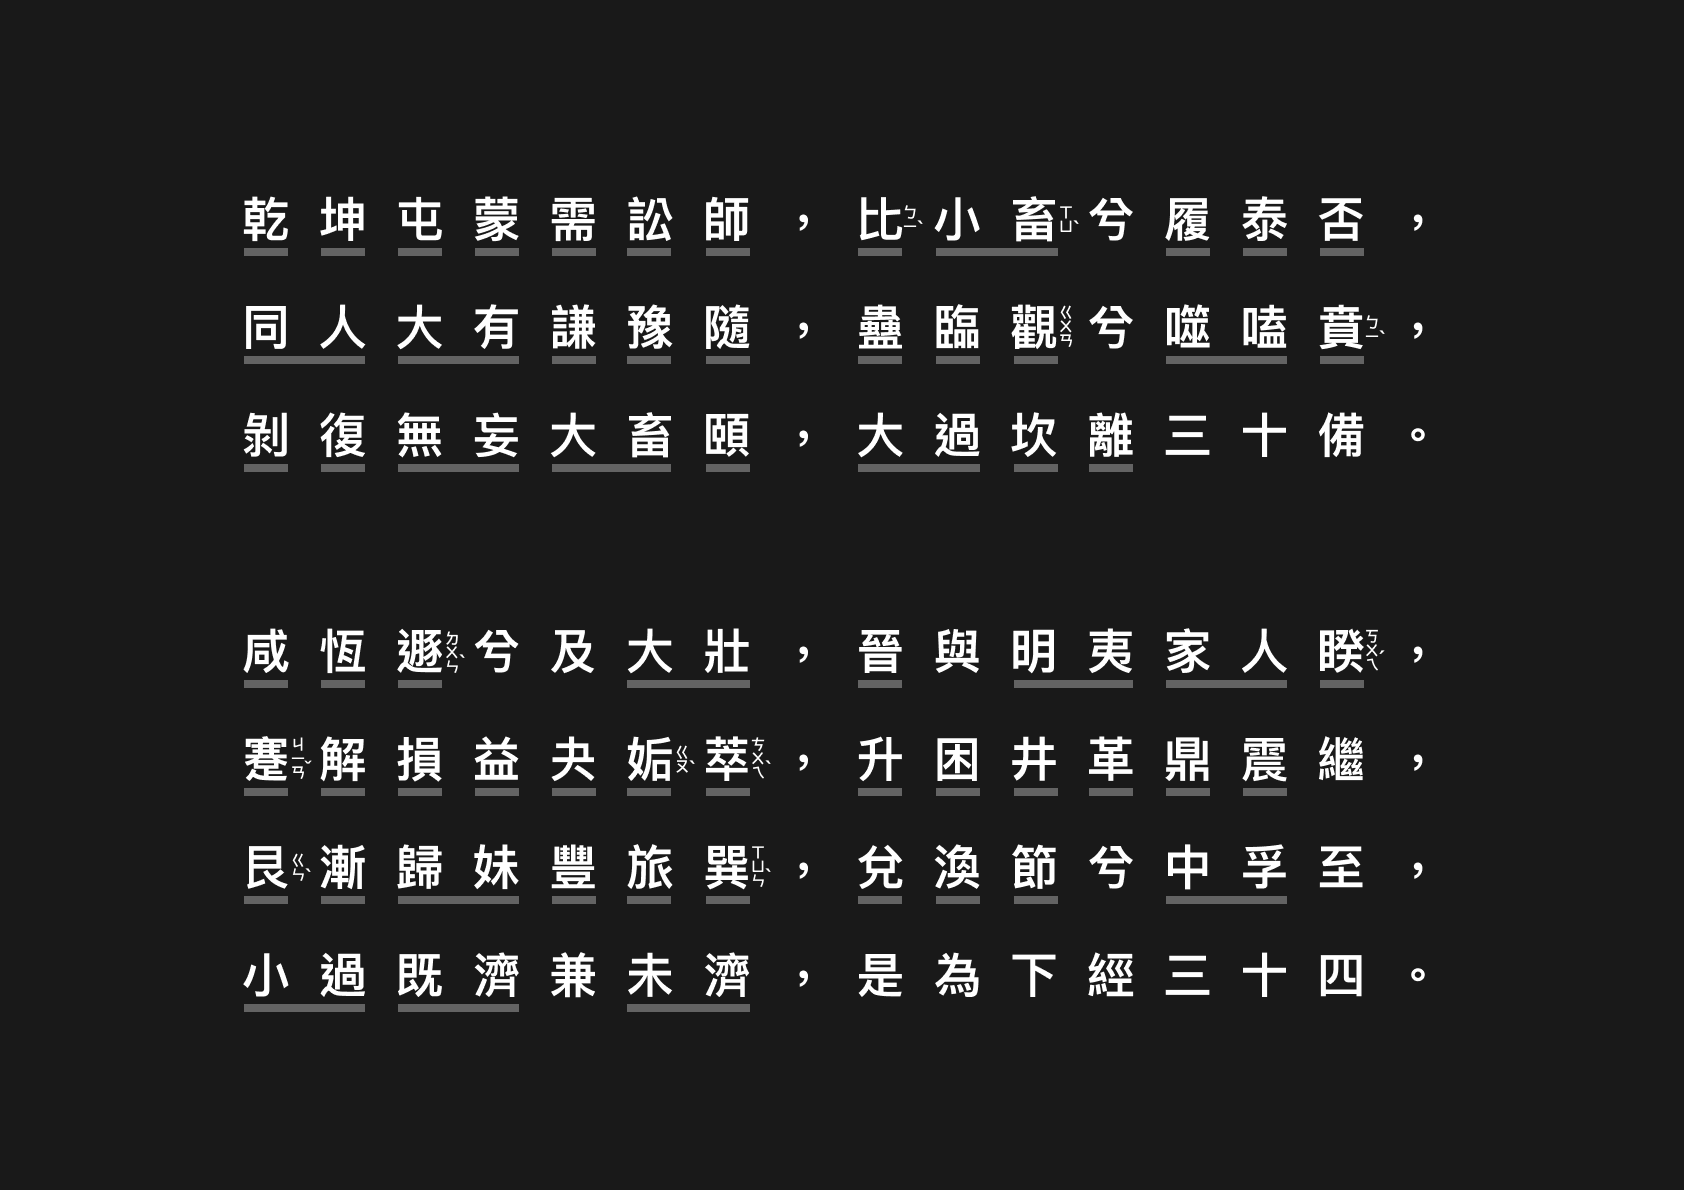 乾坤屯蒙需訟師，比ㄅㄧˋ小畜ㄒㄩˋ兮履泰否，
同人大有謙豫隨，蠱臨觀ㄍㄨㄢ兮噬嗑賁ㄅㄧˋ，
剝復無妄大畜頤，大過坎離三十備。
咸恆遯ㄉㄨㄣˋ兮及大壯，晉與明夷家人睽ㄎㄨㄟˊ，
蹇ㄐㄧㄢˇ解損益夬姤ㄍㄡˋ萃ㄘㄨㄟˋ，升困井革鼎震繼，
艮ㄍㄣˋ漸歸妹豐旅巽ㄒㄩㄣˋ，兌渙節兮中孚至，
小過既濟兼未濟，是為下經三十四。